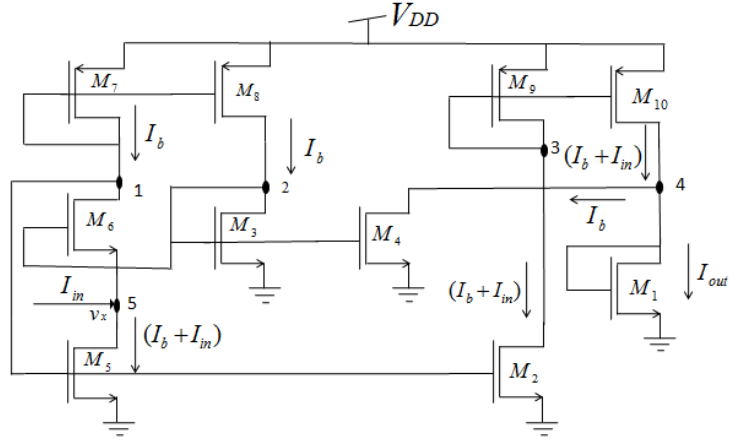 V_DD
M_7
M_8
M_9
M_10
I_b
I_b
3
(I_b + I_in)
1
2
4
M_6
M_3
M_4
I_b
I_in
5
v_x
(I_b + I_in)
(I_b + I_in)
M_1
I_out
M_5
M_2